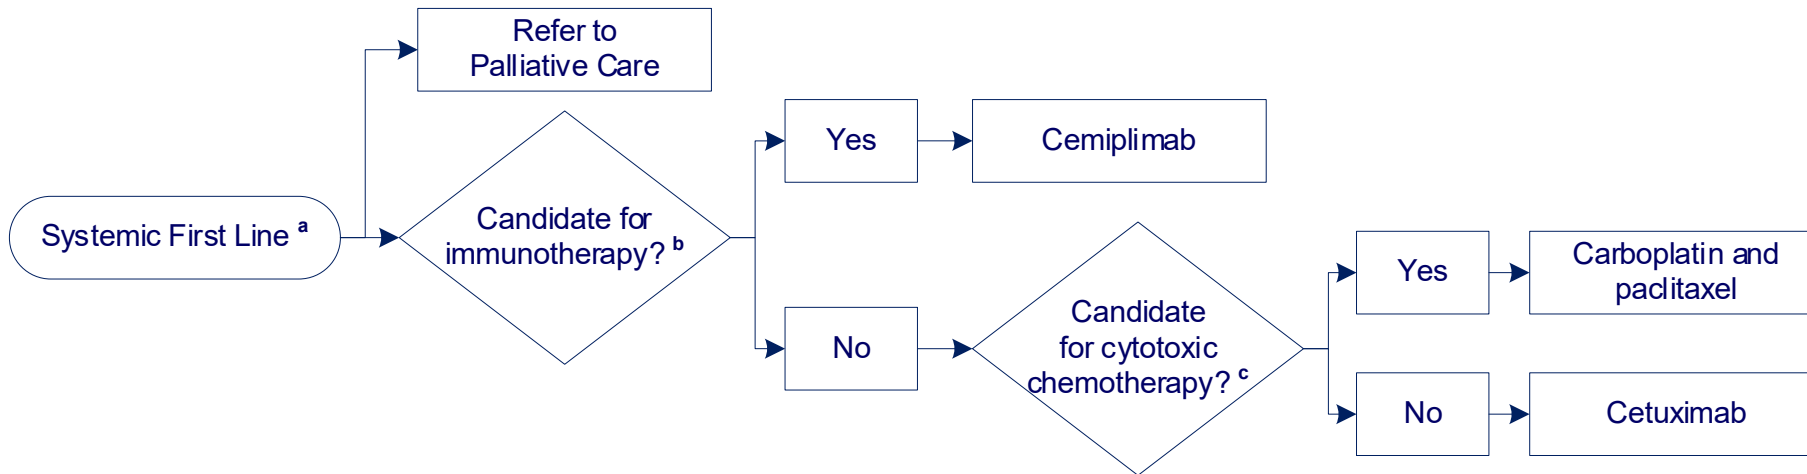 Refer to
Palliative Care
Systemic First Line a
Candidate for
immunotherapy? b
Yes
Cemiplimab
No
Candidate
for cytotoxic
chemotherapy? c
Yes
Carboplatin and
paclitaxel
No
Cetuximab